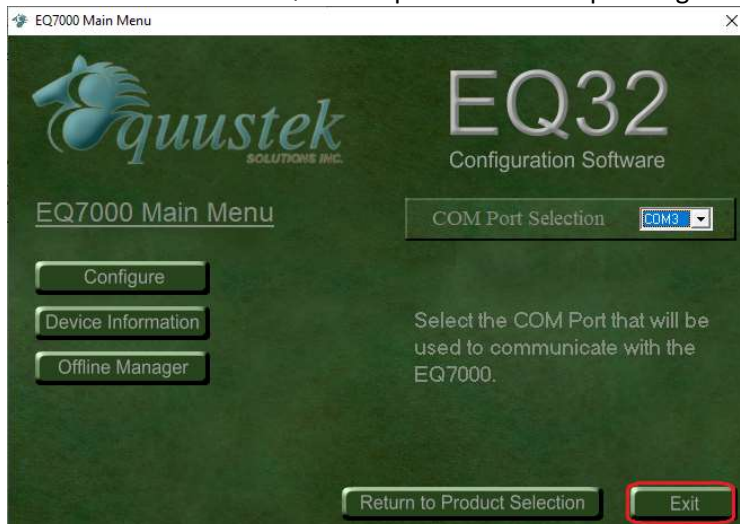 EQ7000 Main Menu
Equustek
SOLUTIONS INC.
EQ32
Configuration Software
EQ7000 Main Menu
COM Port Selection COM3
Configure
Device Information
Offline Manager
Select the COM Port that will be
used to communicate with the
EQ7000.
Return to Product Selection
Exit